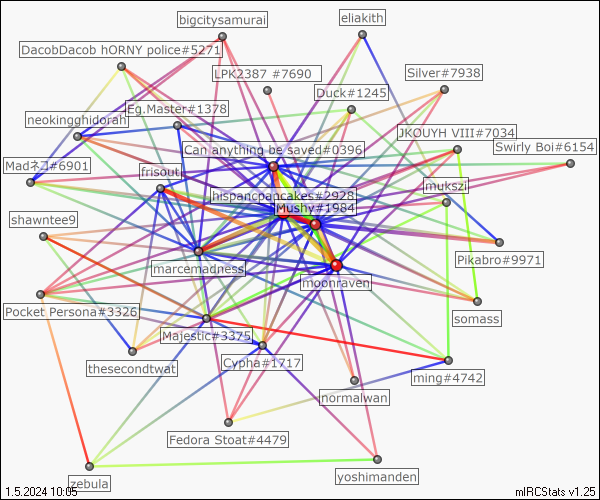 bigcitysamurai
eliakith
DacobDacob hORNY police#5271
LPK2387 #7690
Silver#7938
Duck#1245
Eg.Master#1378
neokingghidorah
JKOUYH VIII#7034
Swirly Boi#6154
Can anything be saved#0396
Madネコ#6901
frisout
mukszi
hispancpancakes#2928
Mushy#1984
shawntee9
Pikabro#9971
marcemadness
moonraven
Pocket Persona#3326
somass
Majestic#3375
thesecondtwat
Cypha#1717
ming#4742
normalwan
Fedora Stoat#4479
yoshimanden
zebula
1.5.2024 10:05
mIRCStats v1.25